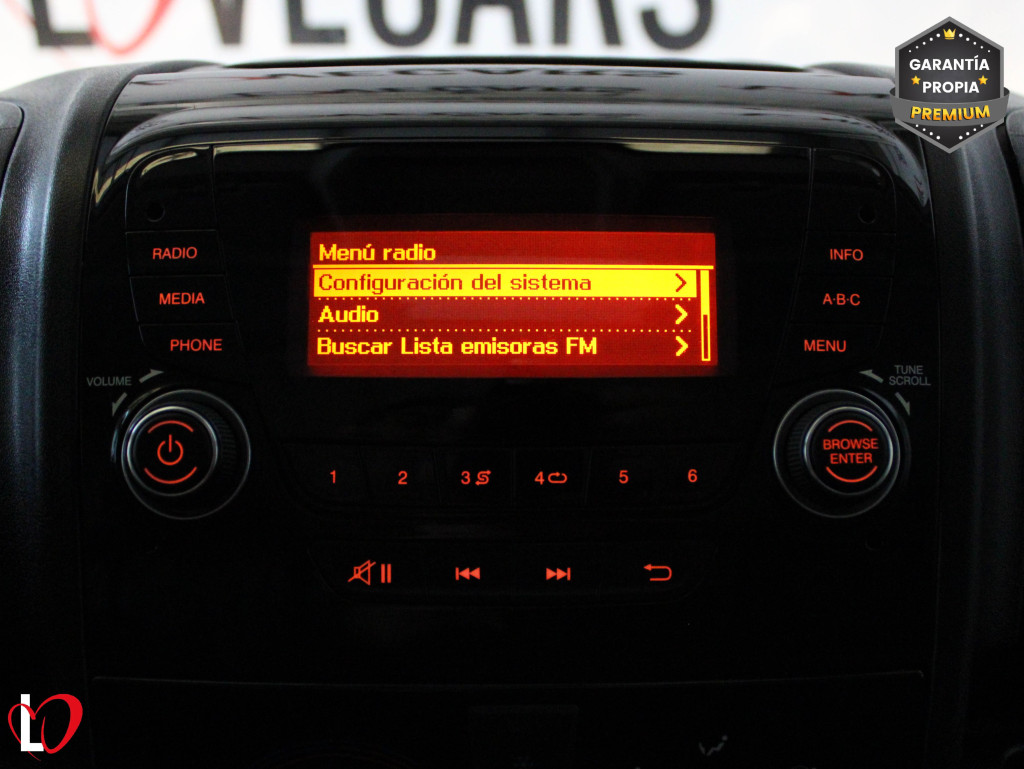 LOVECARS
GARANTÍA
PROPIA
PREMIUM
RADIO
MEDIA
PHONE
VOLUME
Menú radio
Configuración del sistema
Audio
Buscar Lista emisoras FM
INFO
A·B·C
MENU
TUNE
SCROLL
BROWSE
ENTER
1 2 3 4 5 6
L